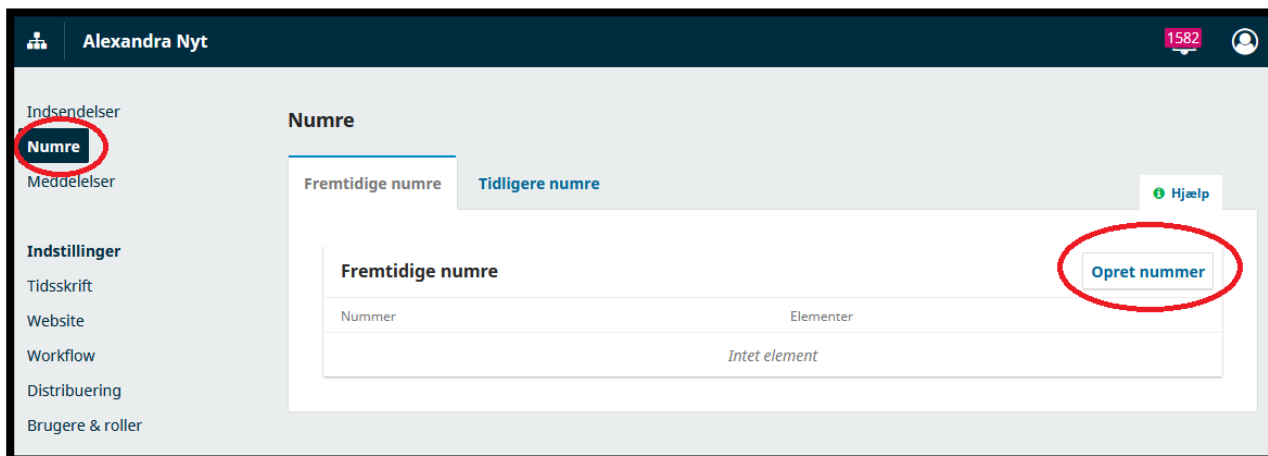 Alexandra Nyt
1582
Indsendelser
Numre
Meddelelser
Indstillinger
Tidsskrift
Website
Workflow
Distribuering
Brugere & roller
Numre
Fremtidige numre Tidligere numre
Hjælp
Fremtidige numre
Opret nummer
Nummer Elementer
Intet element